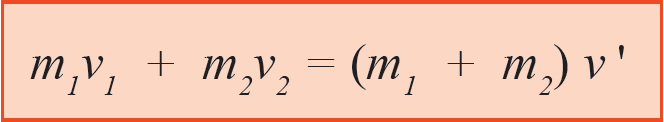 m₁v₁ + m₂v₂ = (m₁ + m₂) v '